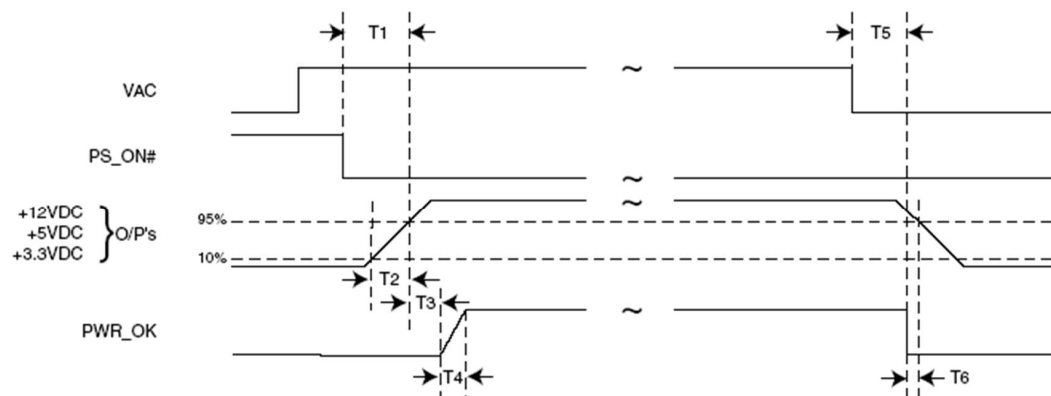 T1
T5
VAC
~
PS_ON#
~
+12VDC
+5VDC
+3.3VDC
} O/P's
95%
10%
~
T2
T3
PWR_OK
~
T4
T6